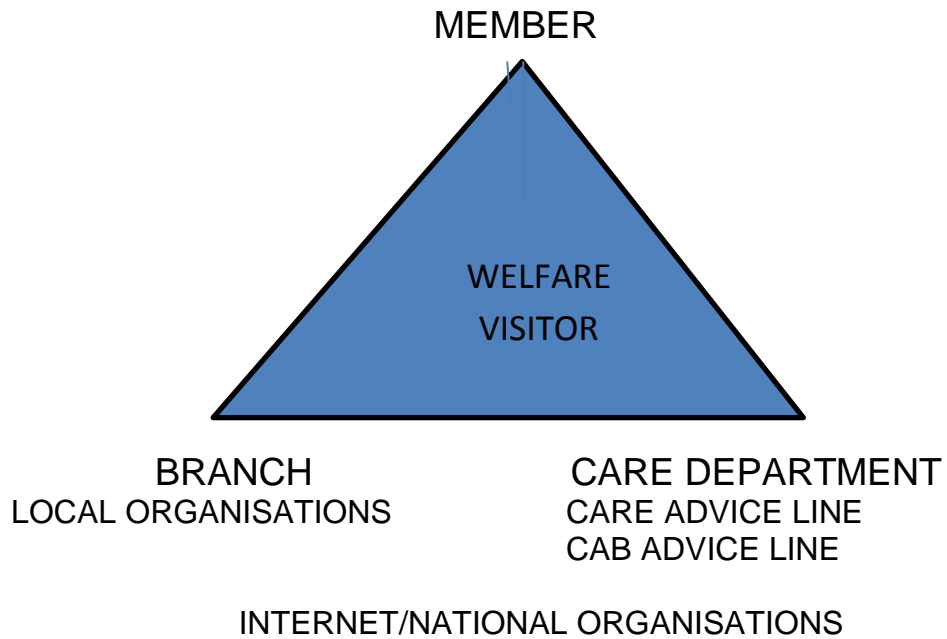 MEMBER
WELFARE
VISITOR
BRANCH
LOCAL ORGANISATIONS
CARE DEPARTMENT
CARE ADVICE LINE
CAB ADVICE LINE
INTERNET/NATIONAL ORGANISATIONS